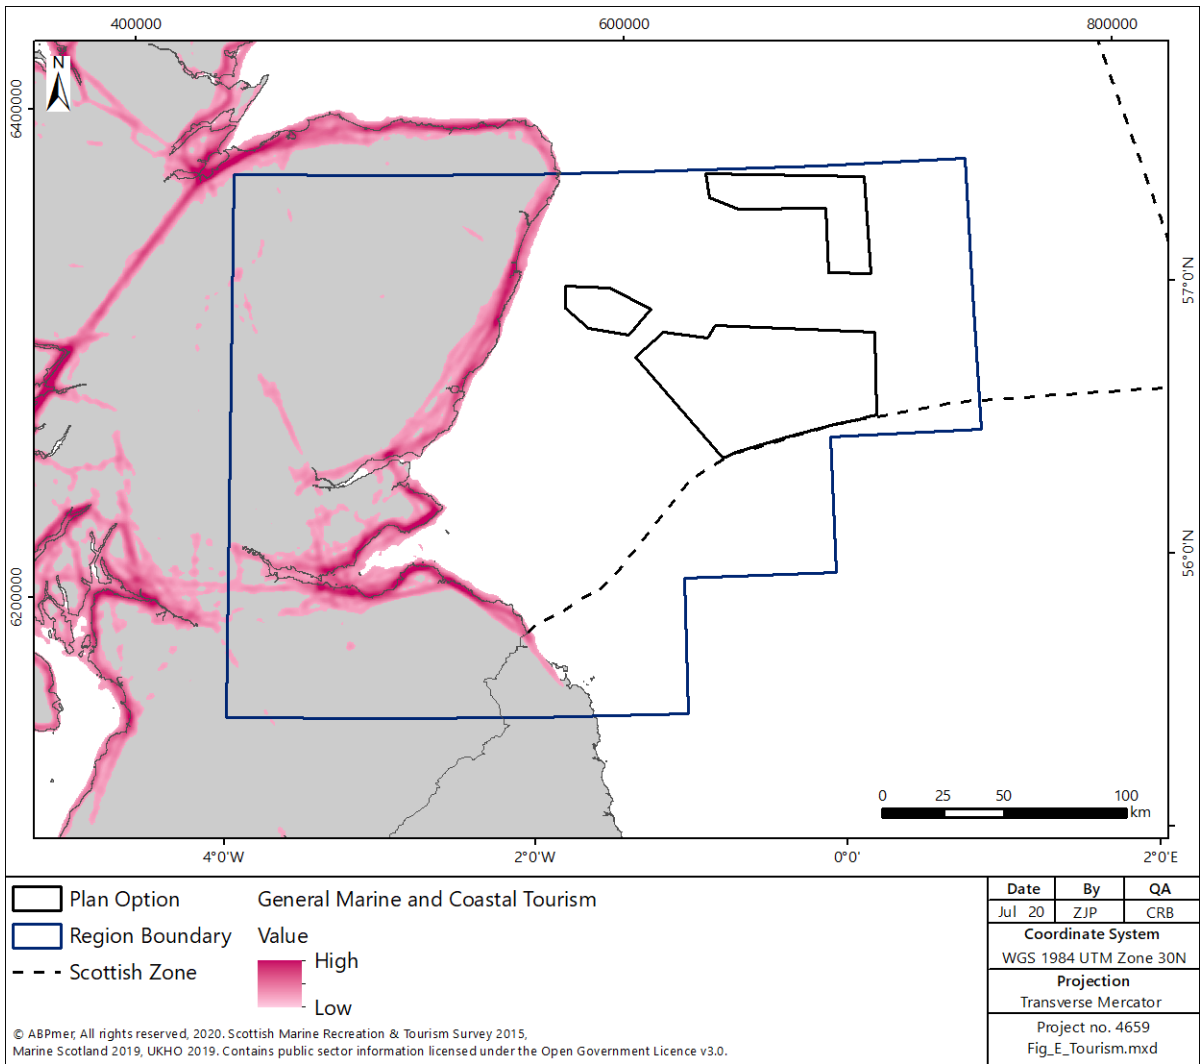 400000
600000
800000
N
6400000
6200000
57°0'N
56°0'N
0
25
50
100
km
4°0'W
2°0'W
0°0'
2°0'E
Plan Option
Region Boundary
Scottish Zone
General Marine and Coastal Tourism
Value
High
Low
© ABPmer, All rights reserved, 2020. Scottish Marine Recreation & Tourism Survey 2015,
Marine Scotland 2019, UKHO 2019. Contains public sector information licensed under the Open Government Licence v3.0.
Date By QA
Jul 20 ZJP CRB
Coordinate System
WGS 1984 UTM Zone 30N
Projection
Transverse Mercator
Project no. 4659
Fig_E_Tourism.mxd